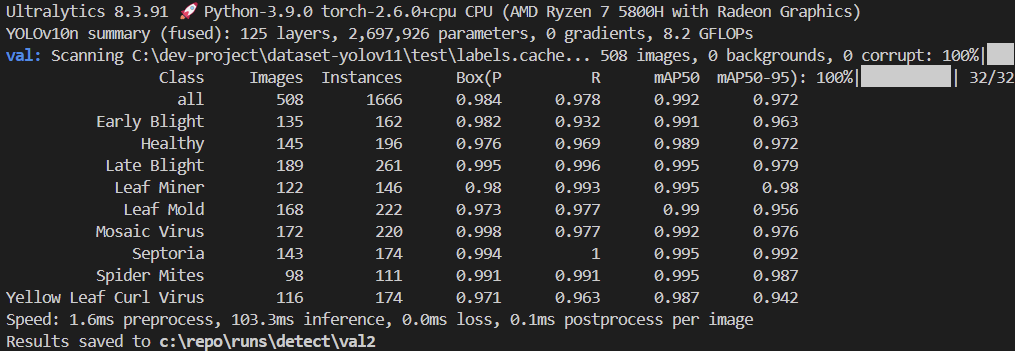 Ultralytics 8.3.91 🚀 Python-3.9.0 torch-2.6.0+cpu CPU (AMD Ryzen 7 5800H with Radeon Graphics)
YOLOv10n summary (fused): 125 layers, 2,697,926 parameters, 0 gradients, 8.2 GFLOPs
val: Scanning C:\dev-project\dataset-yolov11\test\labels.cache... 508 images, 0 backgrounds, 0 corrupt: 100%|
Class Images Instances Box(P R mAP50 mAP50-95): 100%| | 32/32
all 508 1666 0.984 0.978 0.992 0.972
Early Blight 135 162 0.982 0.932 0.991 0.963
Healthy 145 196 0.976 0.969 0.989 0.972
Late Blight 189 261 0.995 0.996 0.995 0.979
Leaf Miner 122 146 0.98 0.993 0.995 0.98
Leaf Mold 168 222 0.973 0.977 0.99 0.956
Mosaic Virus 172 220 0.998 0.977 0.992 0.976
Septoria 143 174 0.994 1 0.995 0.992
Spider Mites 98 111 0.991 0.991 0.995 0.987
Yellow Leaf Curl Virus 116 174 0.971 0.963 0.987 0.942
Speed: 1.6ms preprocess, 103.3ms inference, 0.0ms loss, 0.1ms postprocess per image
Results saved to c:\repo\runs\detect\val2